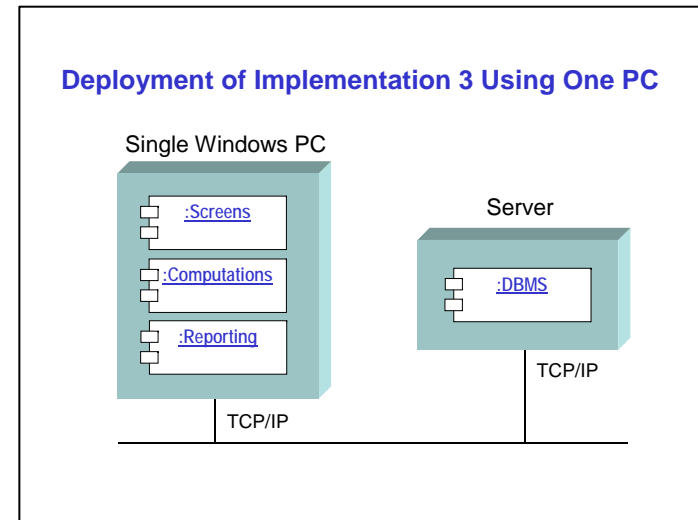 Deployment of Implementation 3 Using One PC
Single Windows PC
:Screens
:Computations
:Reporting
TCP/IP
Server
:DBMS
TCP/IP